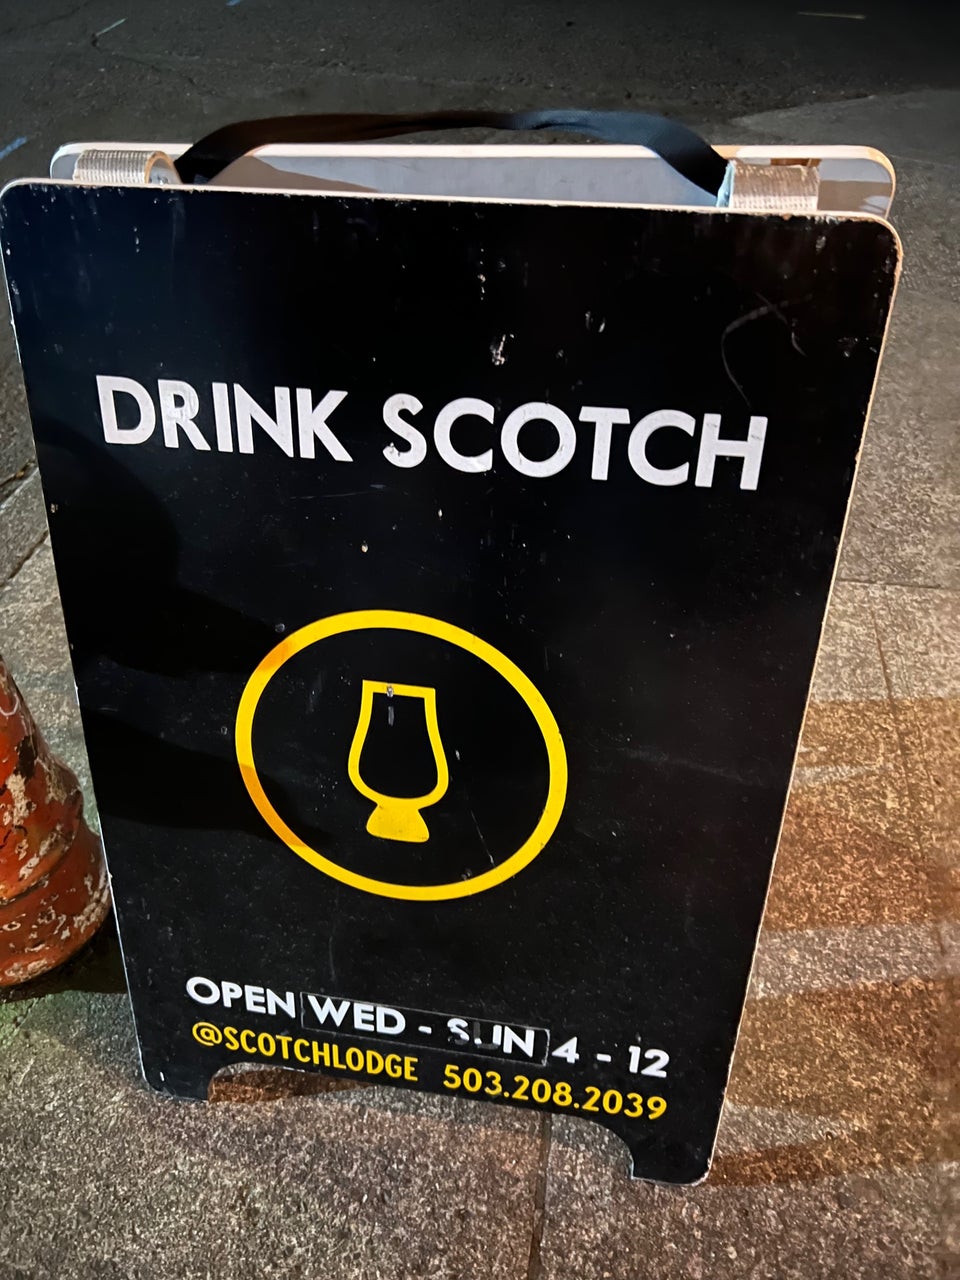 DRINK SCOTCH
OPEN WED - SUN 4 - 12
@SCOTCHLODGE 503.208.2039